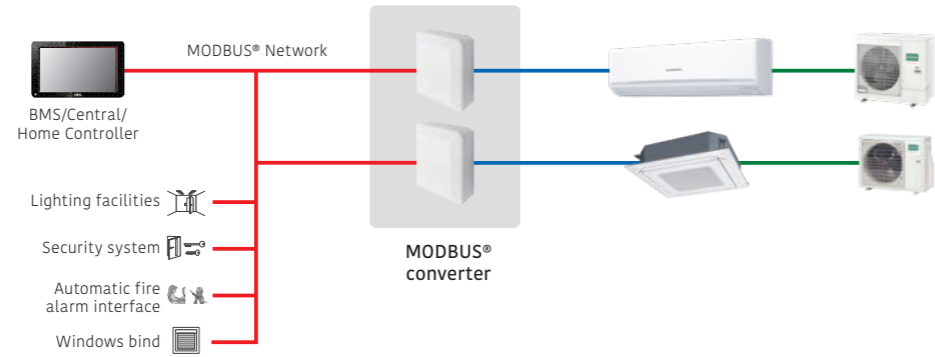 MODBUS® Network
BMS/Central/
Home Controller
Lighting facilities
Security system
Automatic fire
alarm interface
Windows bind
MODBUS®
converter